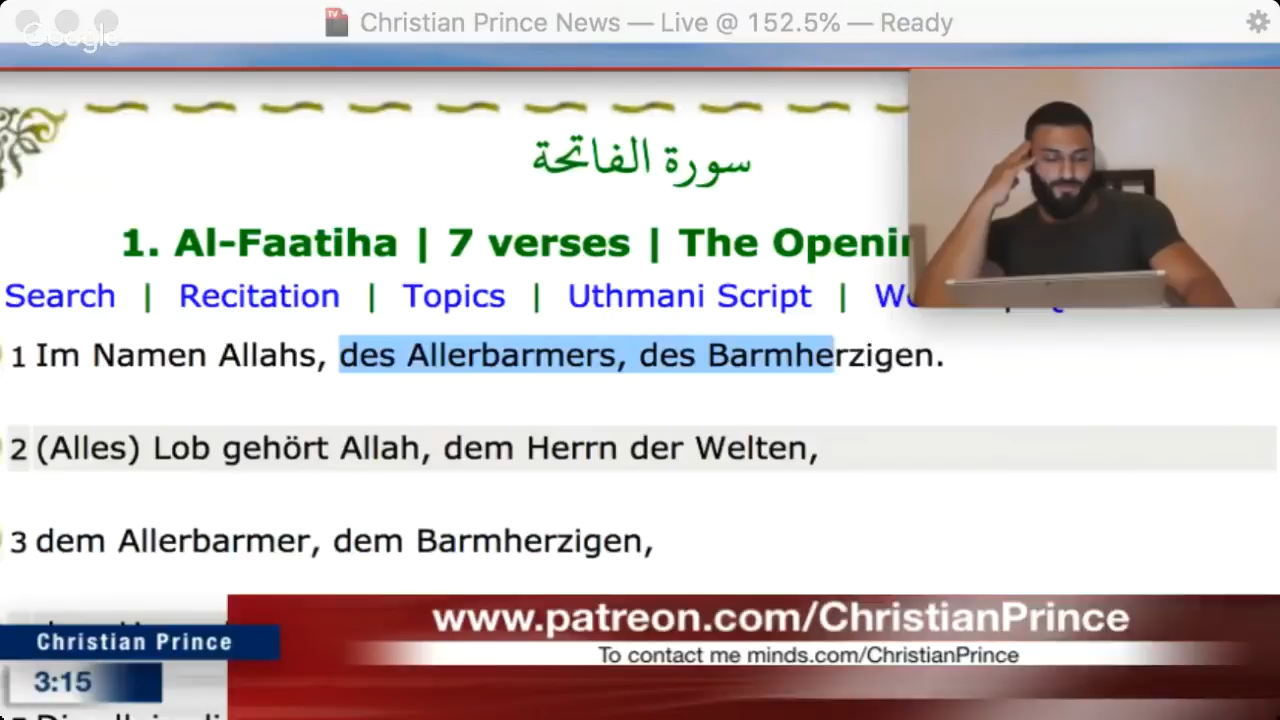 Christian Prince News — Live @ 152.5% — Ready
Google
سورة الفاتحة
1. Al-Faatiha | 7 verses | The
Search | Recitation | Topics | Uthmani Script |
1 Im Namen Allahs, des Allerbarmers, des Barmherzigen.
2 (Alles) Lob gehört Allah, dem Herrn der Welten,
3 dem Allerbarmer, dem Barmherzigen,
www.patreon.com/ChristianPrince
Christian Prince
To contact me minds.com/ChristianPrince
3:15